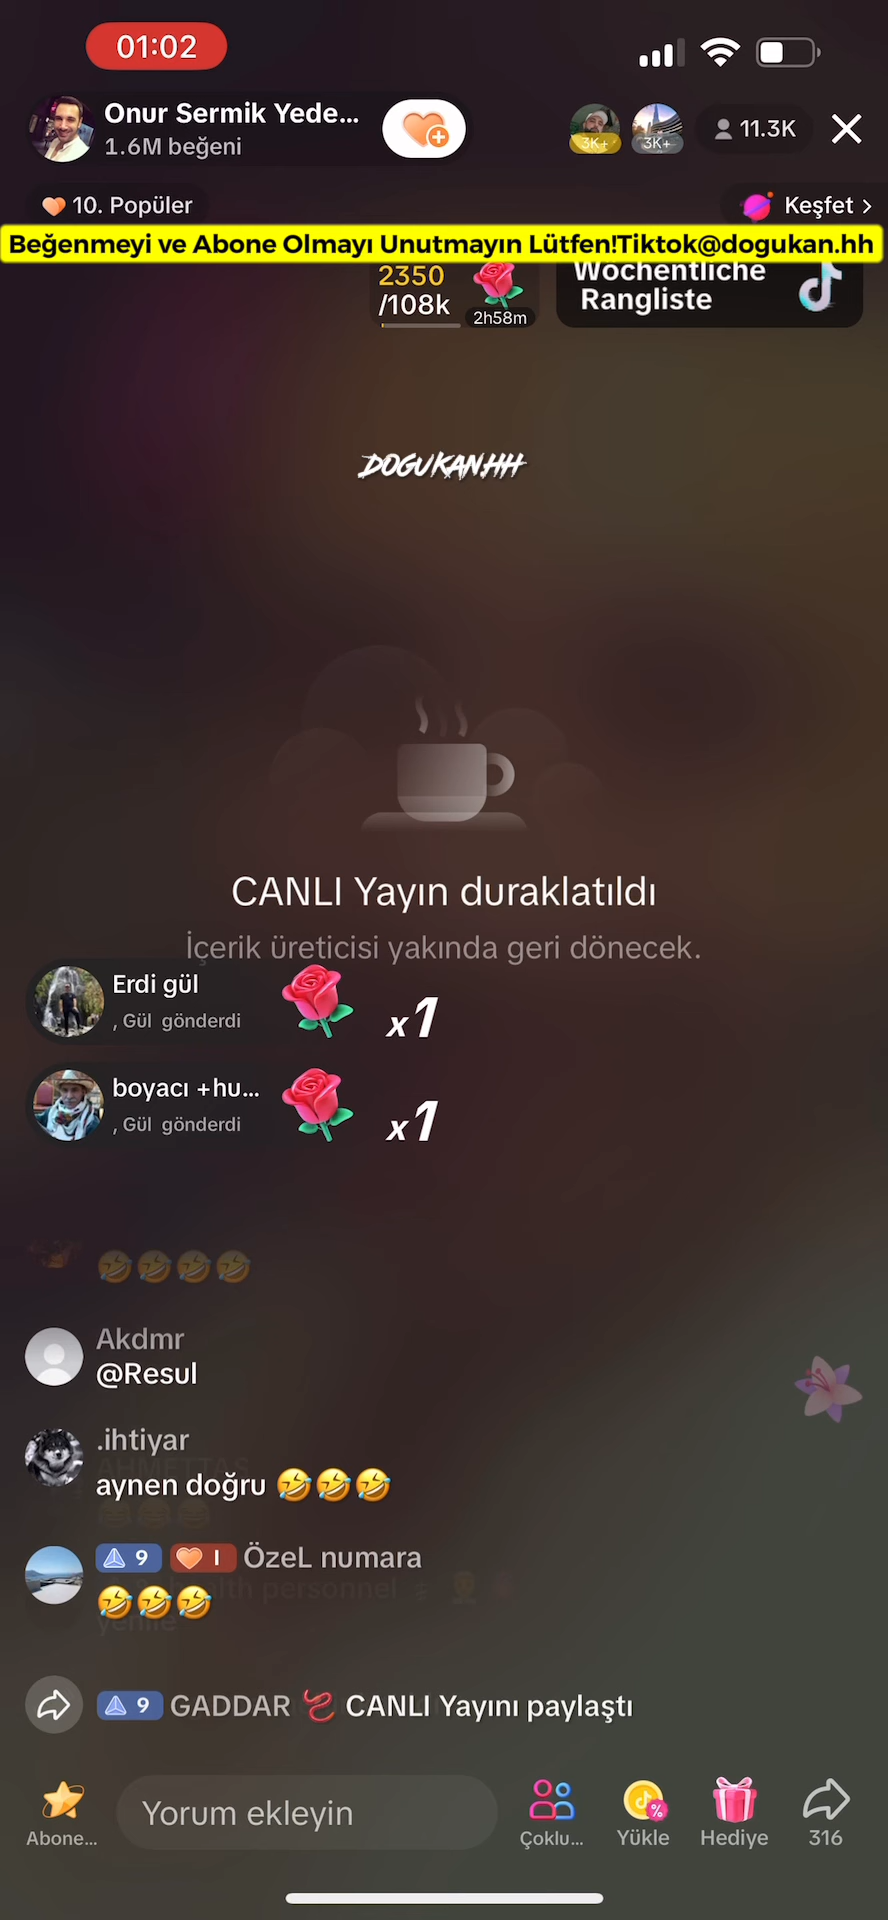 01:02
Onur Sermik Yede...
1.6M beğeni
3K+
3K+
11.3K
10. Popüler
Keşfet >
Beğenmeyi ve Abone Olmayı Unutmayın Lütfen!Tiktok@dogukan.hh
2350
/108k
2h58m
Wöchentliche
Rangliste
DOGUKAN.HH
CANLI Yayın duraklatıldı
İçerik üreticisi yakında geri dönecek.
Erdi gül
, Gül gönderdi
x1
boyacı +hu...
, Gül gönderdi
x1
🤣🤣🤣🤣
Akdmr
@Resul
.ihtiyar
aynen doğru 🤣🤣🤣
9 I ÖzeL numara
🤣🤣🤣
9 GADDAR CANLI Yayını paylaştı
Abone...
Yorum ekleyin
Çoklu...
Yükle
Hediye
316